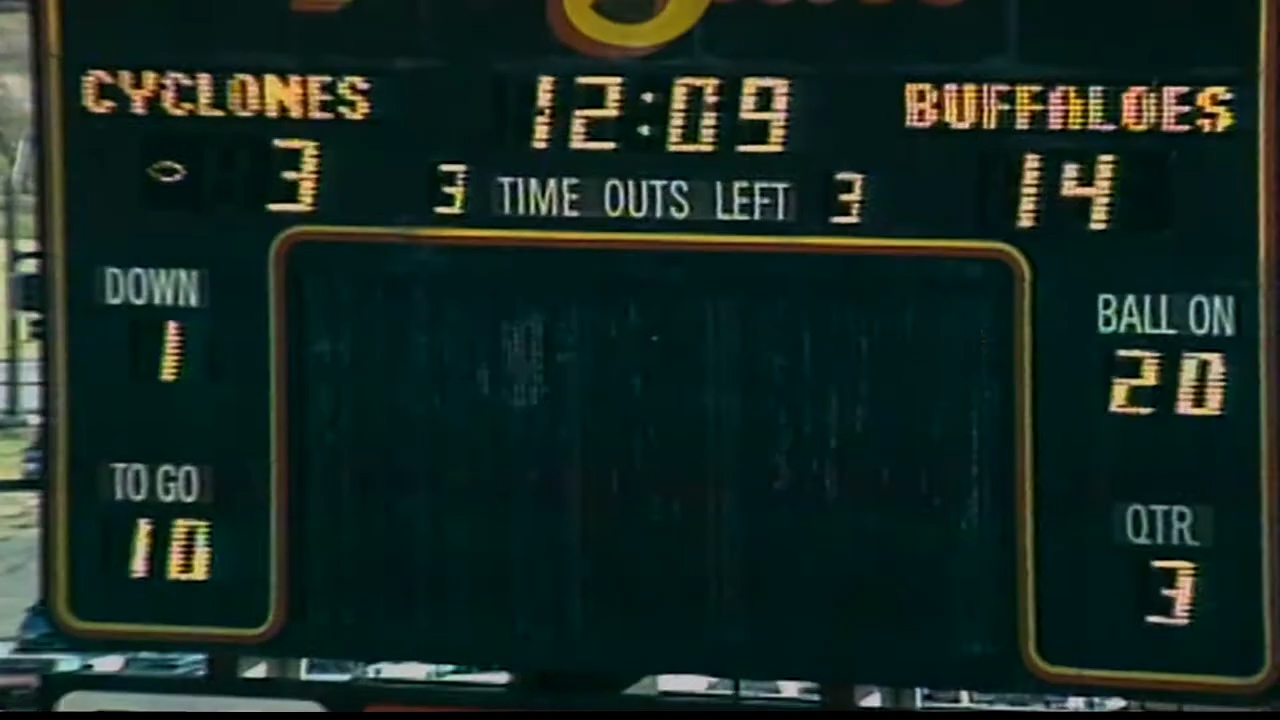 CYCLONES 12:09 BUFFALOES
3 3 TIME OUTS LEFT 3 14
DOWN
1
BALL ON
20
TO GO
10
QTR
3